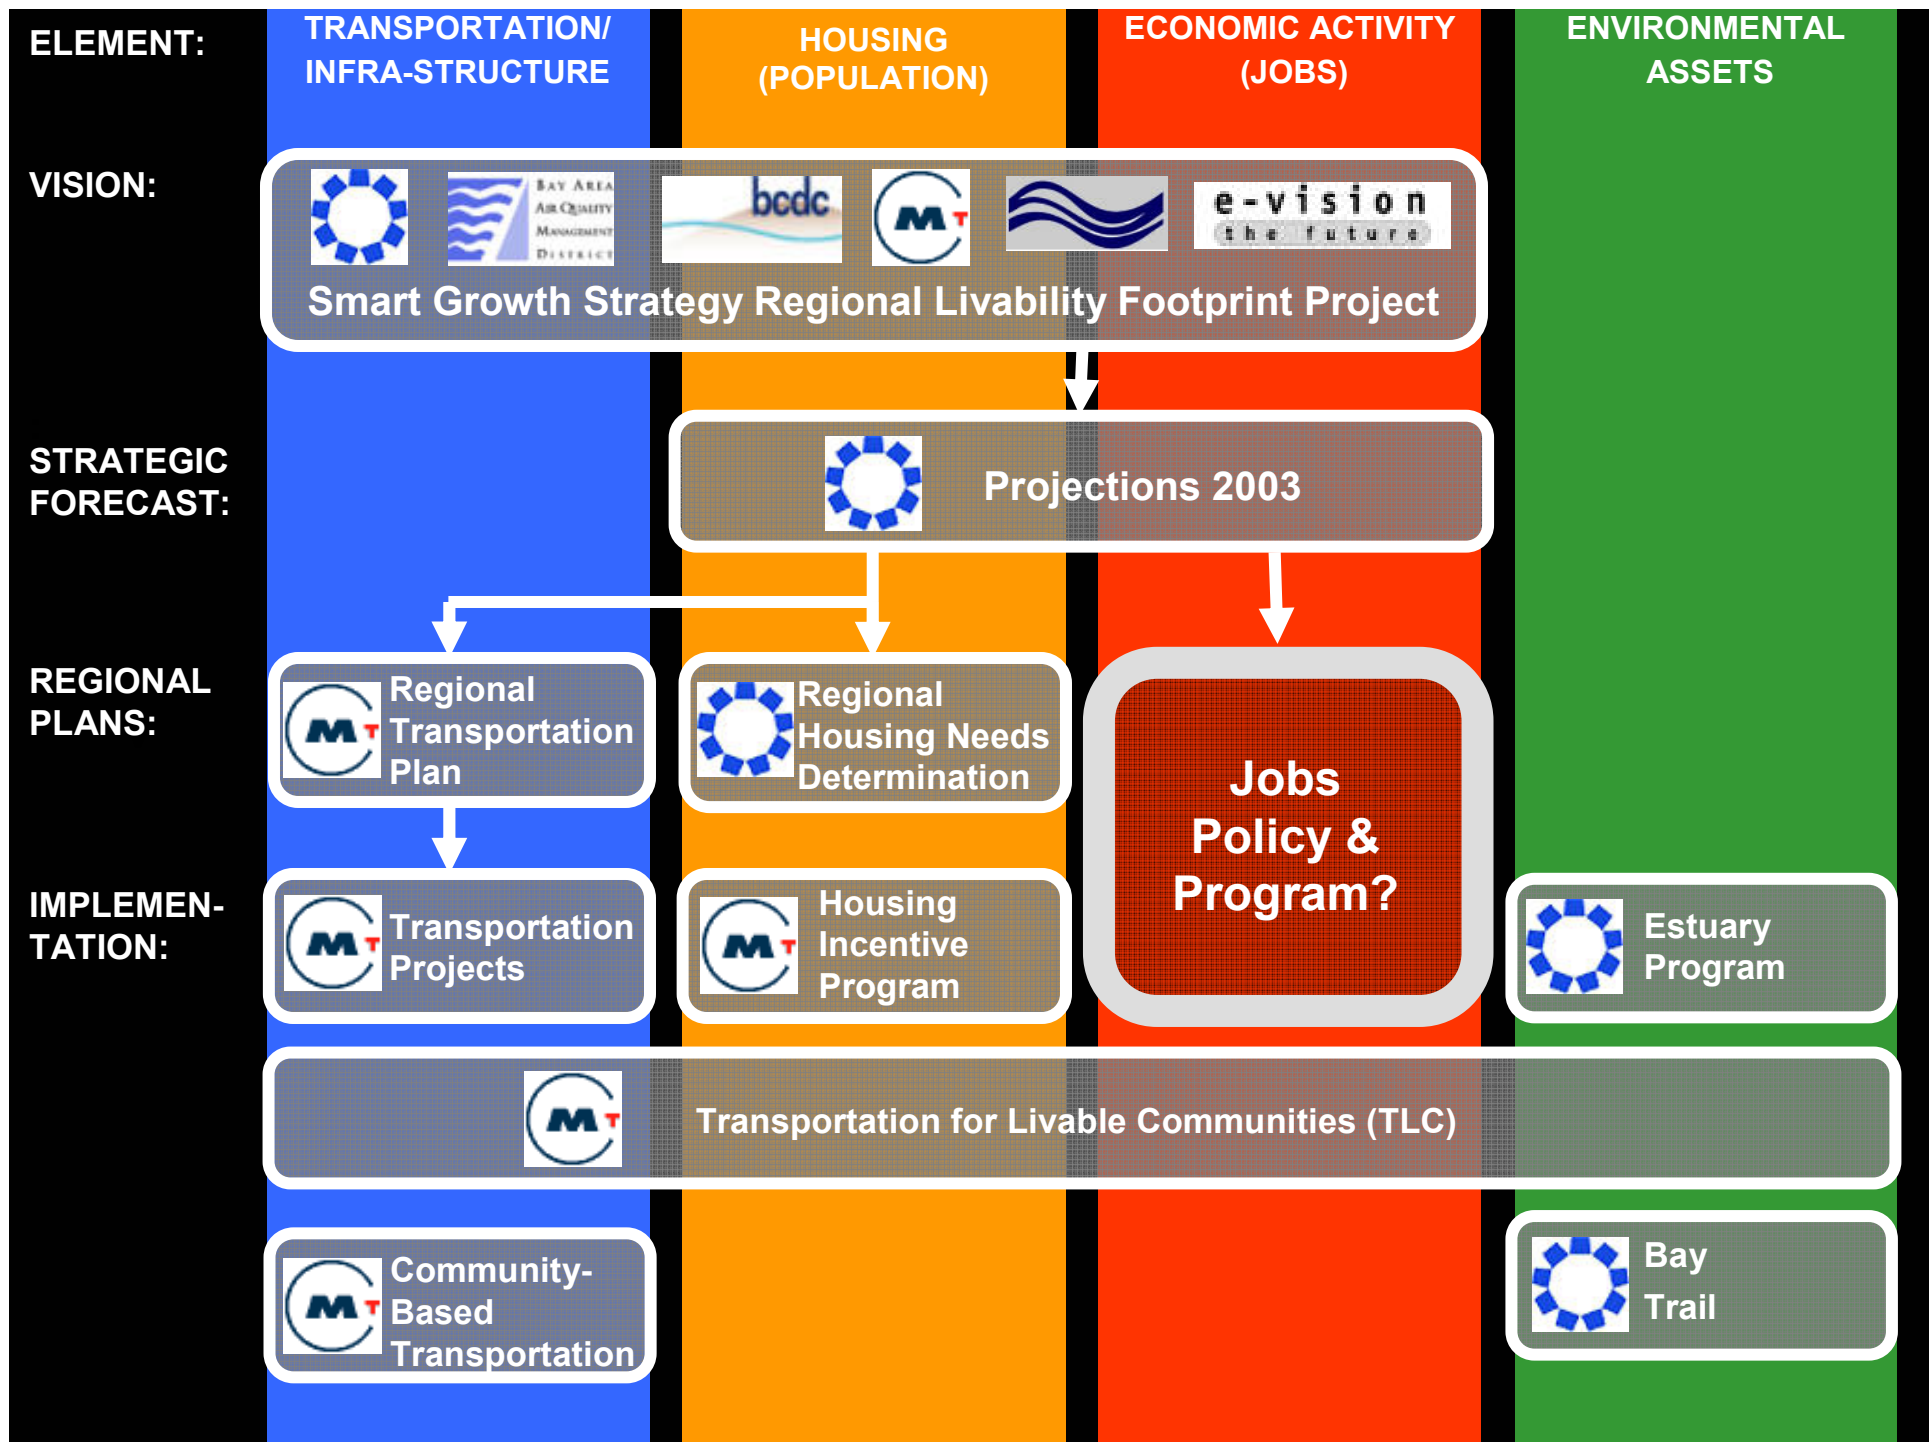 ELEMENT:
TRANSPORTATION/
INFRA-STRUCTURE
HOUSING
(POPULATION)
ECONOMIC ACTIVITY
(JOBS)
ENVIRONMENTAL
ASSETS
VISION:
BAY AREA
AIR QUALITY
MANAGEMENT
DISTRICT
bcdc
M T
e-vision
the future
Smart Growth Strategy Regional Livability Footprint Project
STRATEGIC
FORECAST:
Projections 2003
REGIONAL
PLANS:
M T
Regional
Transportation
Plan
Regional
Housing Needs
Determination
Jobs
Policy &
Program?
IMPLEMEN-
TATION:
M T
Transportation
Projects
M T
Housing
Incentive
Program
Estuary
Program
M T
Transportation for Livable Communities (TLC)
M T
Community-
Based
Transportation
Bay
Trail